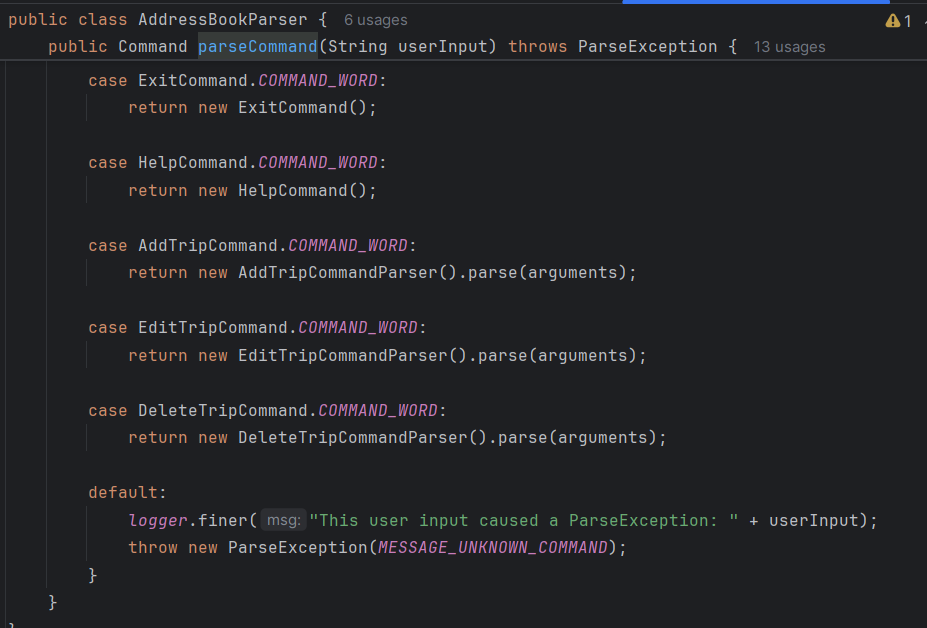 public class AddressBookParser { 6 usages
1
public Command parseCommand(String userInput) throws ParseException { 13 usages
case ExitCommand.COMMAND_WORD:
return new ExitCommand();
case HelpCommand.COMMAND_WORD:
return new HelpCommand();
case AddTripCommand.COMMAND_WORD:
return new AddTripCommandParser().parse(arguments);
case EditTripCommand.COMMAND_WORD:
return new EditTripCommandParser().parse(arguments);
case DeleteTripCommand.COMMAND_WORD:
return new DeleteTripCommandParser().parse(arguments);
default:
logger.finer( msg: "This user input caused a ParseException: " + userInput);
throw new ParseException(MESSAGE_UNKNOWN_COMMAND);
}
}
}